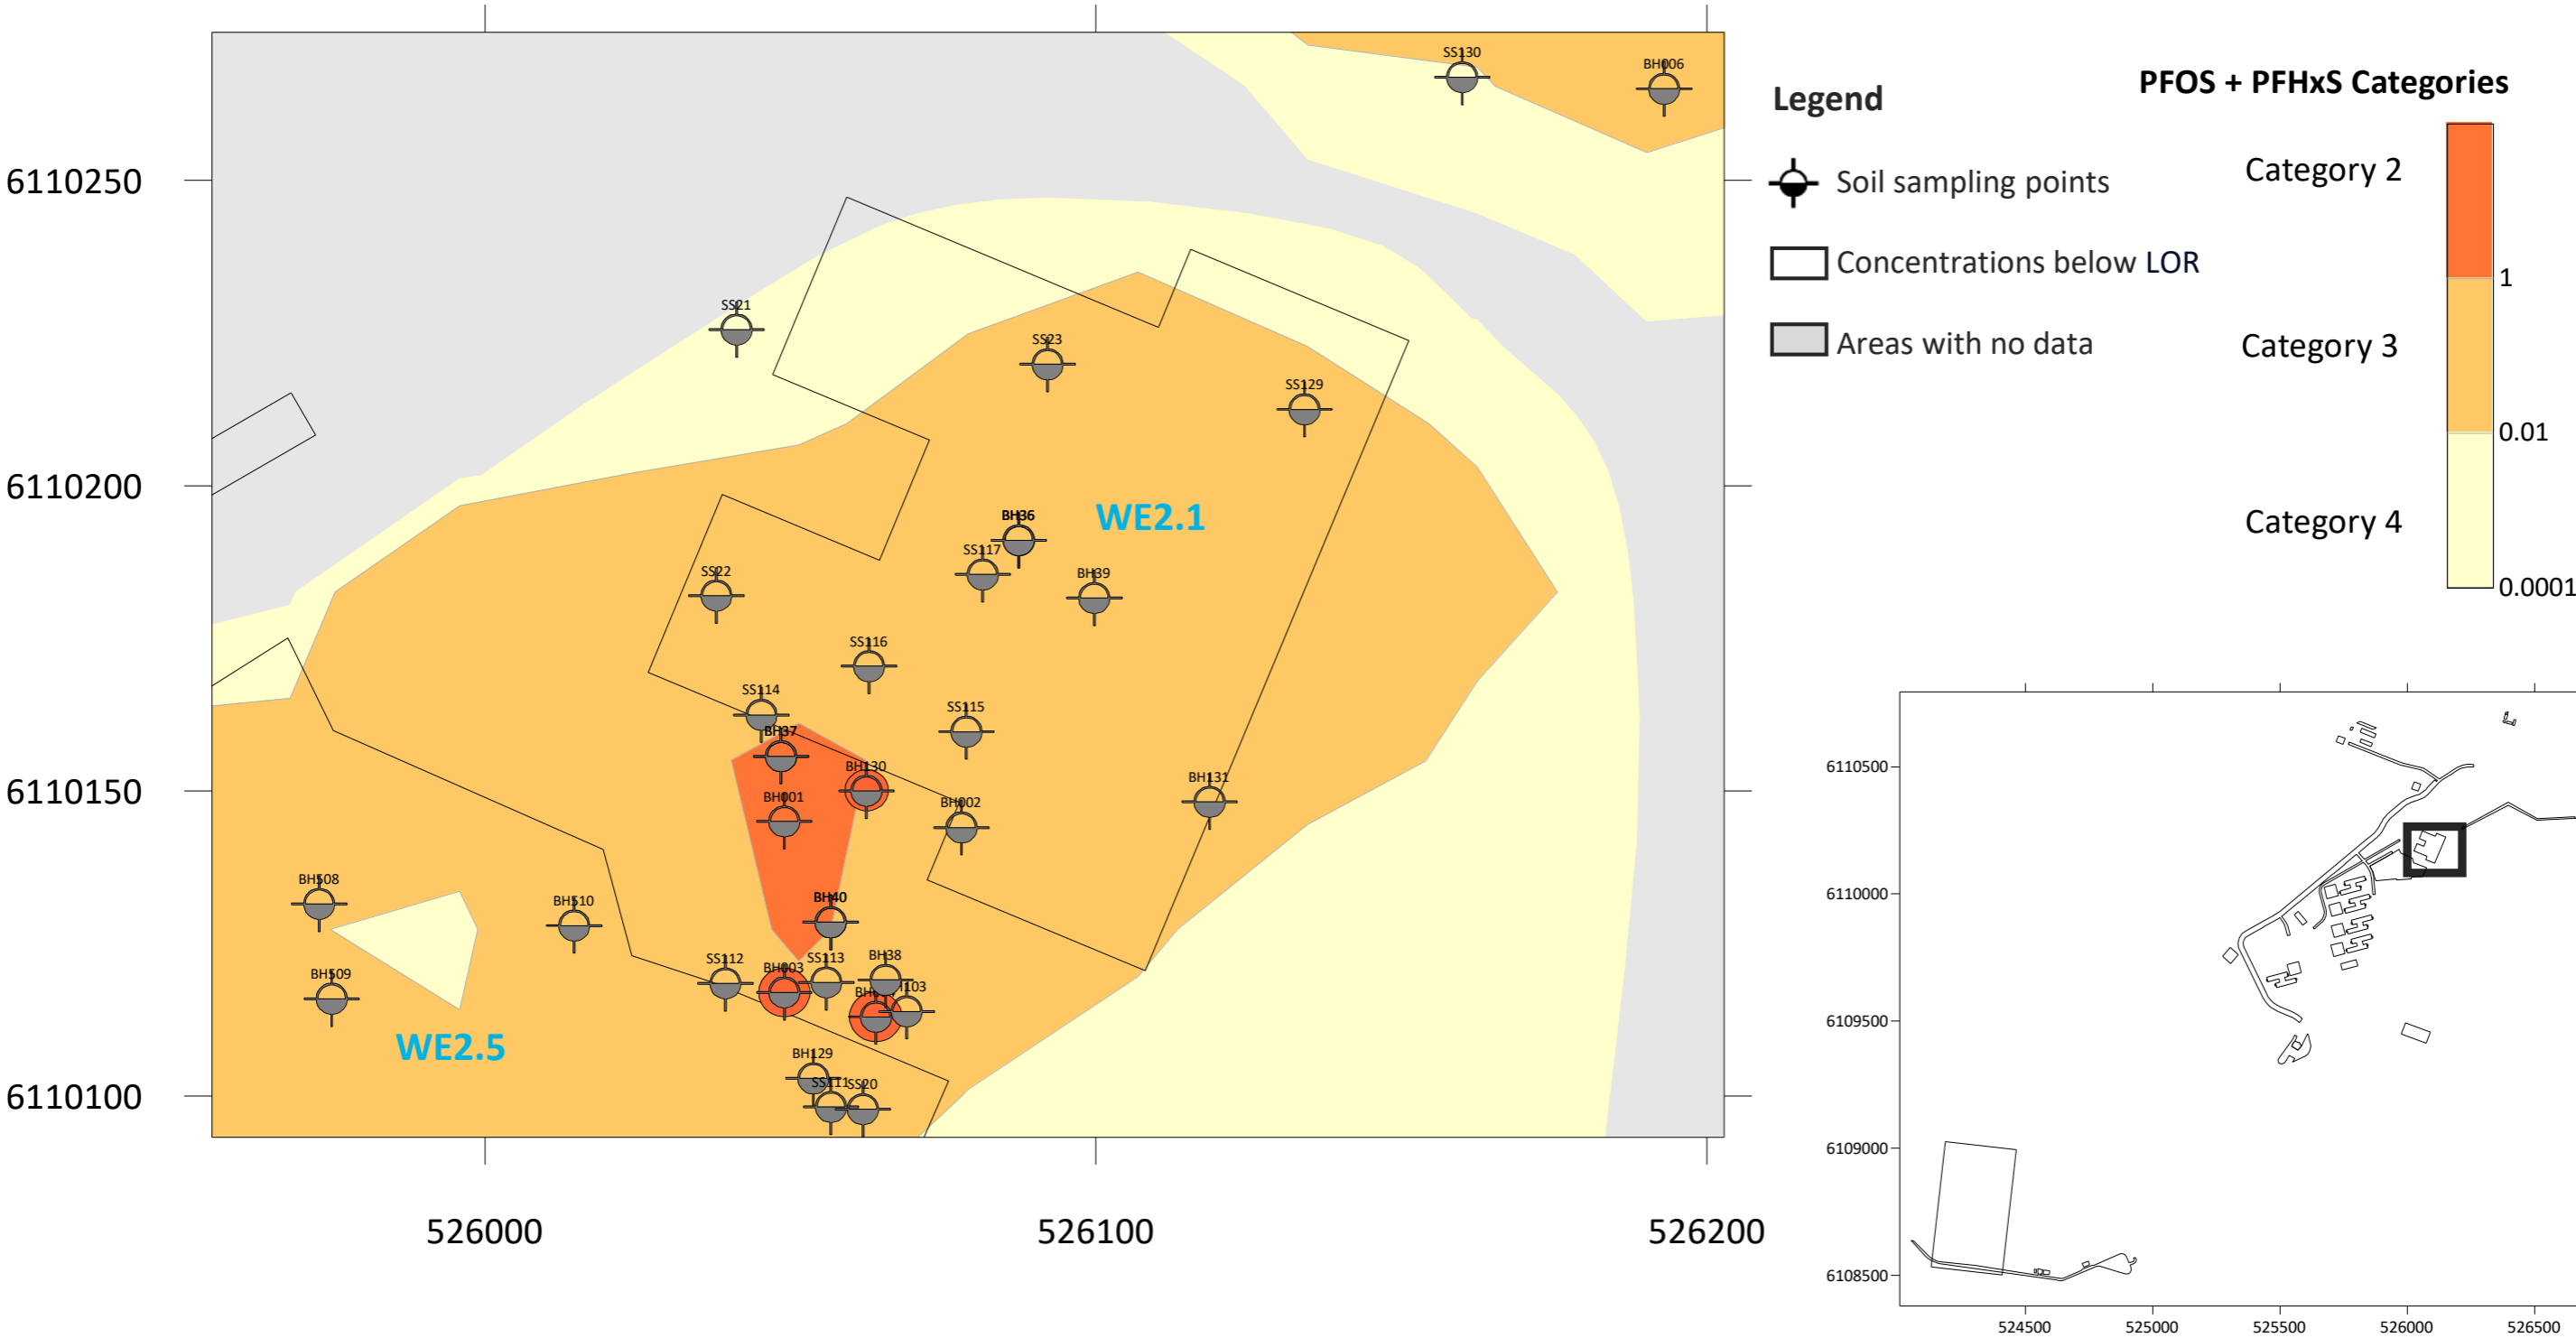 SS130
BH006
6110250
SS21
SS23
SS129
6110200
WE2.1
BH36
SS117
BH39
SS22
SS116
SS114
SS115
BH37
BH130
6110150
BH001
BH002
BH131
BH508
BH40
BH510
SS112
BH003
SS113
BH38
BH509
WE2.5
BH129
SS111
SS20
6110100
526000
526100
526200
Legend
Soil sampling points
Concentrations below LOR
Areas with no data
PFOS + PFHxS Categories
Category 2
1
Category 3
0.01
Category 4
0.0001
6110500
6110000
6109500
6109000
6108500
524500
525000
525500
526000
526500